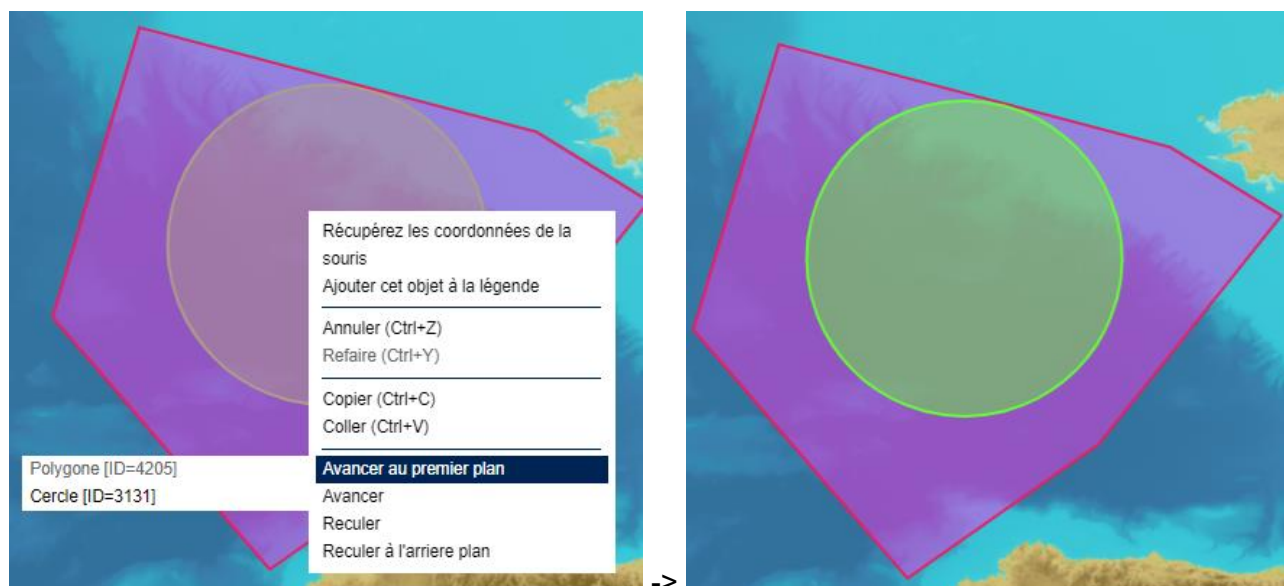 Récupérez les coordonnées de la
souris
Ajouter cet objet à la légende
Annuler (Ctrl+Z)
Refaire (Ctrl+Y)
Copier (Ctrl+C)
Coller (Ctrl+V)
Polygone [ID=4205]
Cercle [ID=3131]
Avancer au premier plan
Avancer
Reculer
Reculer à l'arriere plan
->